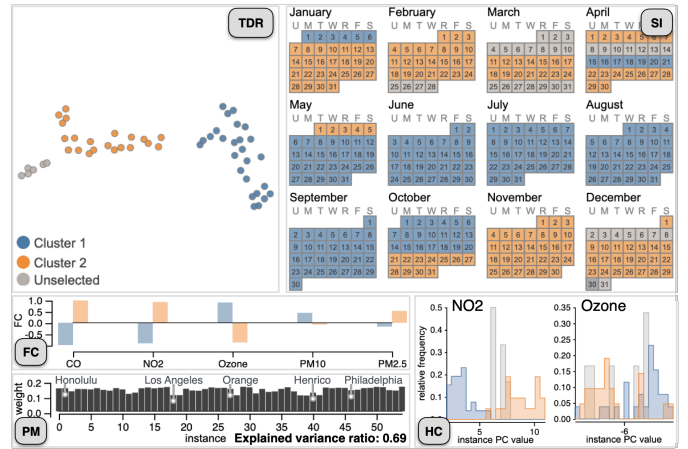 TDR
Cluster 1
Cluster 2
Unselected
SI
January
U M T W R F S
1 2 3 4 5 6
7 8 9 10 11 12 13
14 15 16 17 18 19 20
21 22 23 24 25 26 27
28 29 30 31
February
U M T W R F S
1 2 3
4 5 6 7 8 9 10
11 12 13 14 15 16 17
18 19 20 21 22 23 24
25 26 27 28
March
U M T W R F S
1 2 3
4 5 6 7 8 9 10
11 12 13 14 15 16 17
18 19 20 21 22 23 24
25 26 27 28 29 30 31
April
U M T W R
1 2 3 4 5 6 7
8 9 10 11 12 13 14
15 16 17 18 19 20 21
22 23 24 25 26 27 28
29 30
May
U M T W R F S
1 2 3 4 5
6 7 8 9 10 11 12
13 14 15 16 17 18 19
20 21 22 23 24 25 26
27 28 29 30 31
June
U M T W R F S
1 2
3 4 5 6 7 8 9
10 11 12 13 14 15 16
17 18 19 20 21 22 23
24 25 26 27 28 29 30
July
U M T W R F S
1 2 3 4 5 6 7
8 9 10 11 12 13 14
15 16 17 18 19 20 21
22 23 24 25 26 27 28
29 30 31
August
U M T W R F S
1 2 3 4
5 6 7 8 9 10 11
12 13 14 15 16 17 18
19 20 21 22 23 24 25
26 27 28 29 30 31
September
U M T W R F S
1
2 3 4 5 6 7 8
9 10 11 12 13 14 15
16 17 18 19 20 21 22
23 24 25 26 27 28 29
30
October
U M T W R F S
1 2 3 4 5 6
7 8 9 10 11 12 13
14 15 16 17 18 19 20
21 22 23 24 25 26 27
28 29 30 31
November
U M T W R F S
1 2 3
4 5 6 7 8 9 10
11 12 13 14 15 16 17
18 19 20 21 22 23 24
25 26 27 28 29 30
December
U M T W R F S
1
2 3 4 5 6 7 8
9 10 11 12 13 14 15
16 17 18 19 20 21 22
23 24 25 26 27 28 29
30 31
FC
1.0
0.5
0.0
-0.5
FC
CO NO2 Ozone PM10 PM2.5
weight
0.2
0.1
0.0
Honolulu Los Angeles Orange Henrico Philadelphia
0 5 10 15 20 25 30 35 40 45 50
PM
instance
Explained variance ratio: 0.69
NO2
relative frequency
0.5
0.4
0.3
0.2
0.1
5 10
instance PC value
HC
Ozone
0.35
0.30
0.25
0.20
0.15
0.10
0.05
0.00
-6
instance PC value